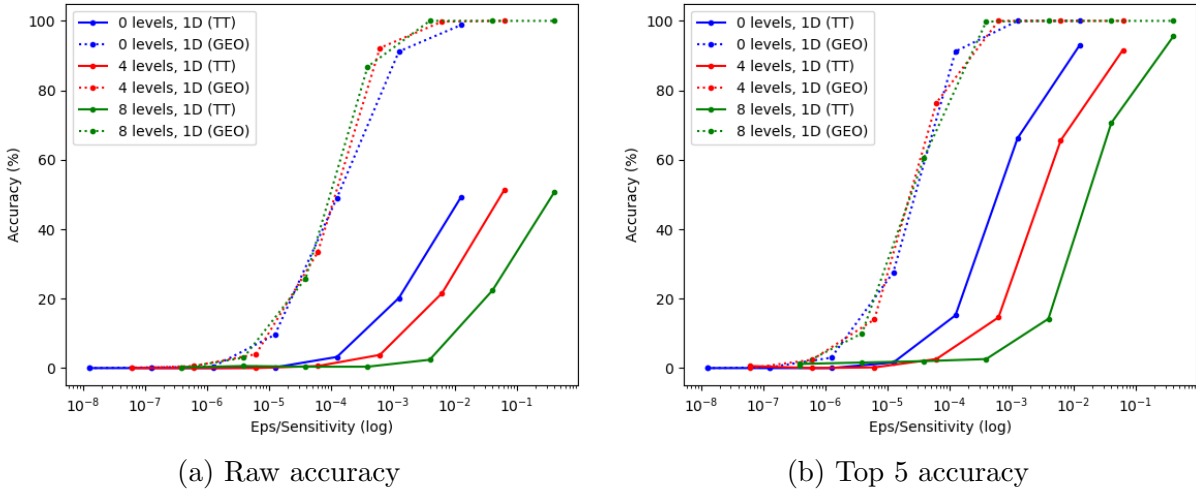 100
80
60
40
20
0
Accuracy (%)
0 levels, 1D (TT)
0 levels, 1D (GEO)
4 levels, 1D (TT)
4 levels, 1D (GEO)
8 levels, 1D (TT)
8 levels, 1D (GEO)
10⁻⁸ 10⁻⁷ 10⁻⁶ 10⁻⁵ 10⁻⁴ 10⁻³ 10⁻² 10⁻¹
Eps/Sensitivity (log)
(a) Raw accuracy
100
80
60
40
20
0
Accuracy (%)
0 levels, 1D (TT)
0 levels, 1D (GEO)
4 levels, 1D (TT)
4 levels, 1D (GEO)
8 levels, 1D (TT)
8 levels, 1D (GEO)
10⁻⁸ 10⁻⁷ 10⁻⁶ 10⁻⁵ 10⁻⁴ 10⁻³ 10⁻² 10⁻¹
Eps/Sensitivity (log)
(b) Top 5 accuracy